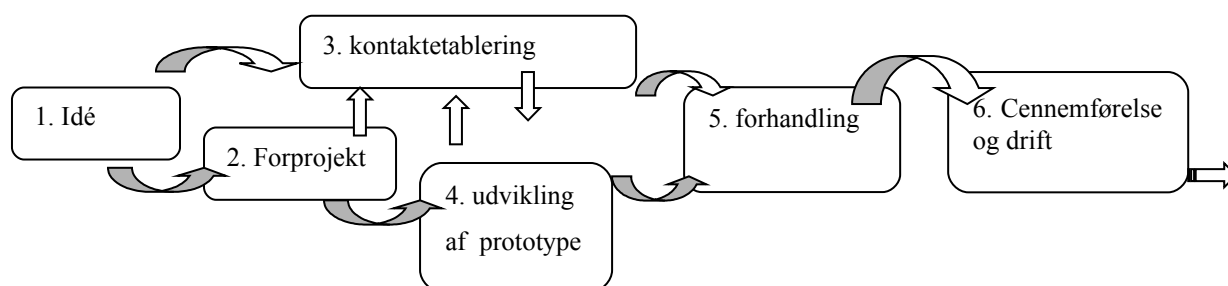 1. Idé
2. Forprojekt
3. kontaktetablering
4. udvikling
af prototype
5. forhandling
6. Cennemførelse
og drift